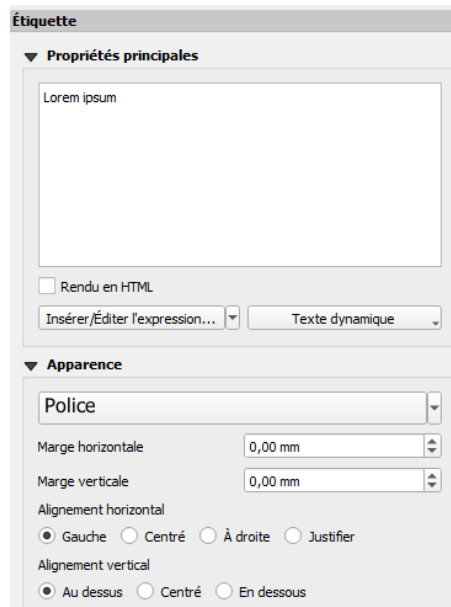 Étiquette
Propriétés principales
Lorem ipsum
Rendu en HTML
Insérer/Éditer l'expression... Texte dynamique
Apparence
Police
Marge horizontale 0,00 mm
Marge verticale 0,00 mm
Alignement horizontal
Gauche Centré À droite Justifier
Alignement vertical
Au dessus Centré En dessous